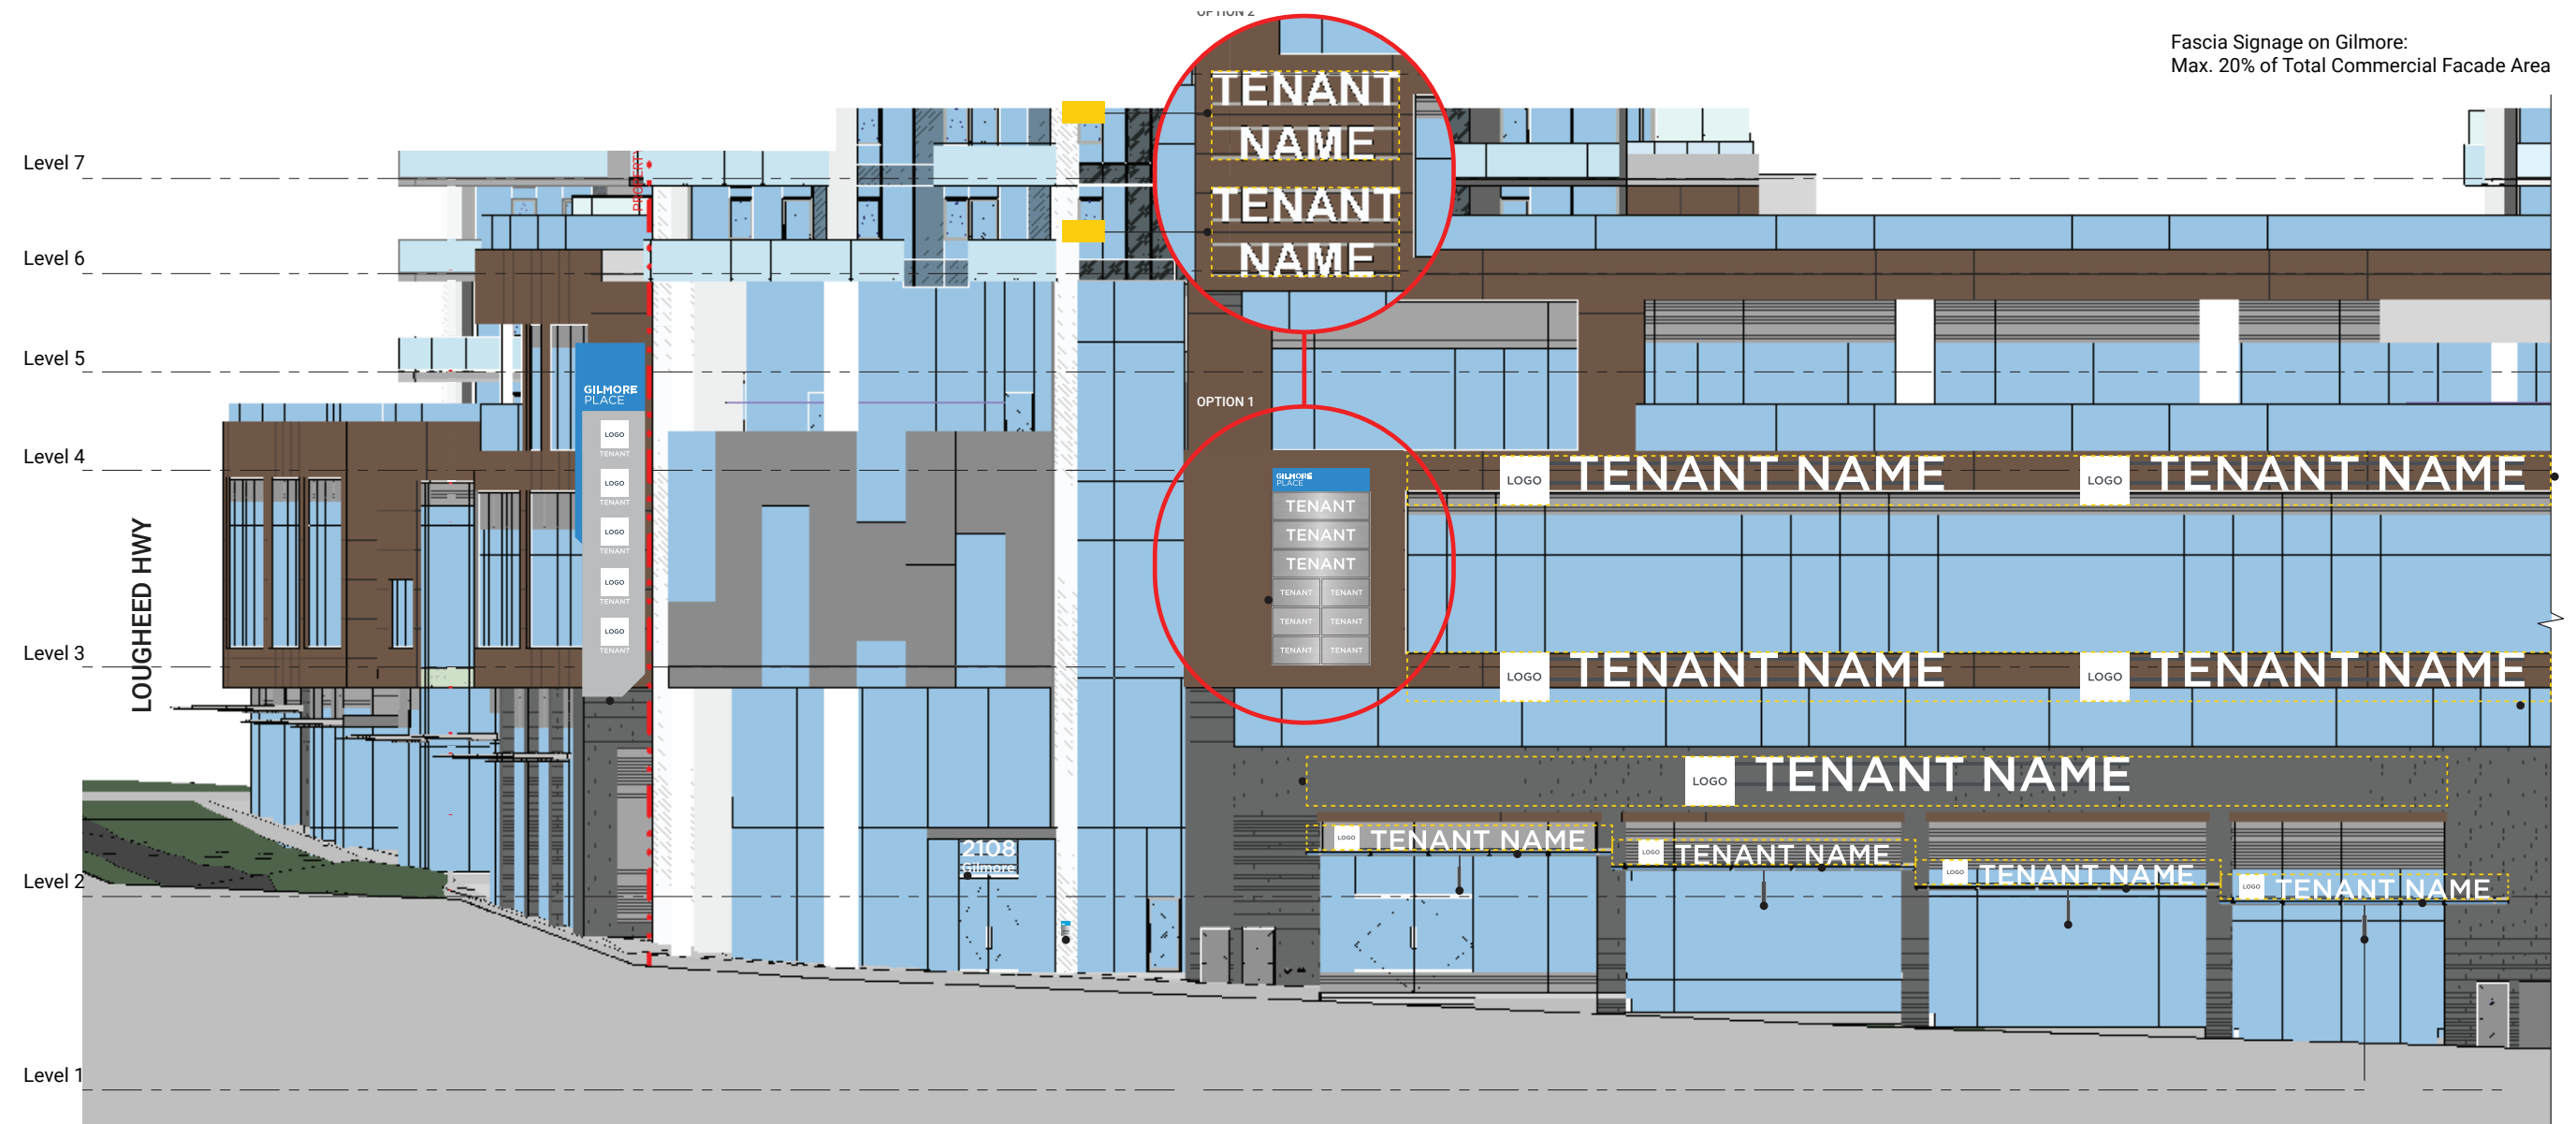 OPTION 2
Fascia Signage on Gilmore:
Max. 20% of Total Commercial Facade Area
TENANT
NAME
TENANT
NAME
Level 7
Level 6
Level 5
Level 4
Level 3
Level 2
Level 1
LOUGHEED HWY
GILMORE
PLACE
LOGO
TENANT
LOGO
TENANT
LOGO
TENANT
LOGO
TENANT
LOGO
TENANT
2108
Gilmore
OPTION 1
GILMORE
PLACE
TENANT
TENANT
TENANT
TENANT TENANT
TENANT TENANT
TENANT TENANT
LOGO TENANT NAME LOGO TENANT NAME
LOGO TENANT NAME LOGO TENANT NAME
LOGO TENANT NAME
LOGO TENANT NAME
LOGO TENANT NAME
LOGO TENANT NAME
LOGO TENANT NAME